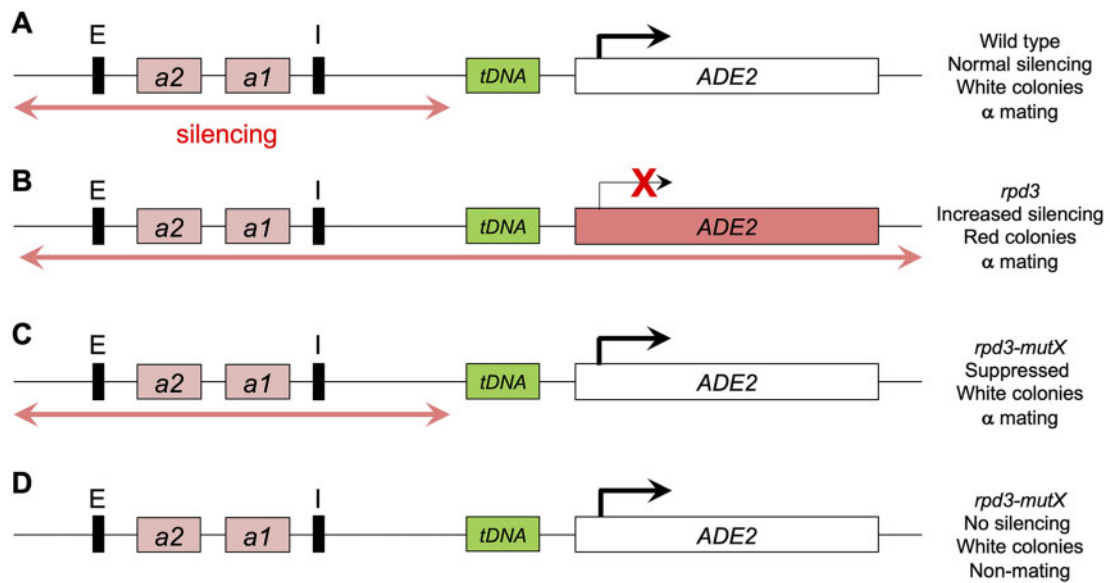 A
E
I
a2
a1
tDNA
ADE2
silencing
Wild type
Normal silencing
White colonies
α mating
B
E
I
a2
a1
tDNA
X
ADE2
rpd3
Increased silencing
Red colonies
α mating
C
E
I
a2
a1
tDNA
ADE2
rpd3-mutX
Suppressed
White colonies
α mating
D
E
I
a2
a1
tDNA
ADE2
rpd3-mutX
No silencing
White colonies
Non-mating